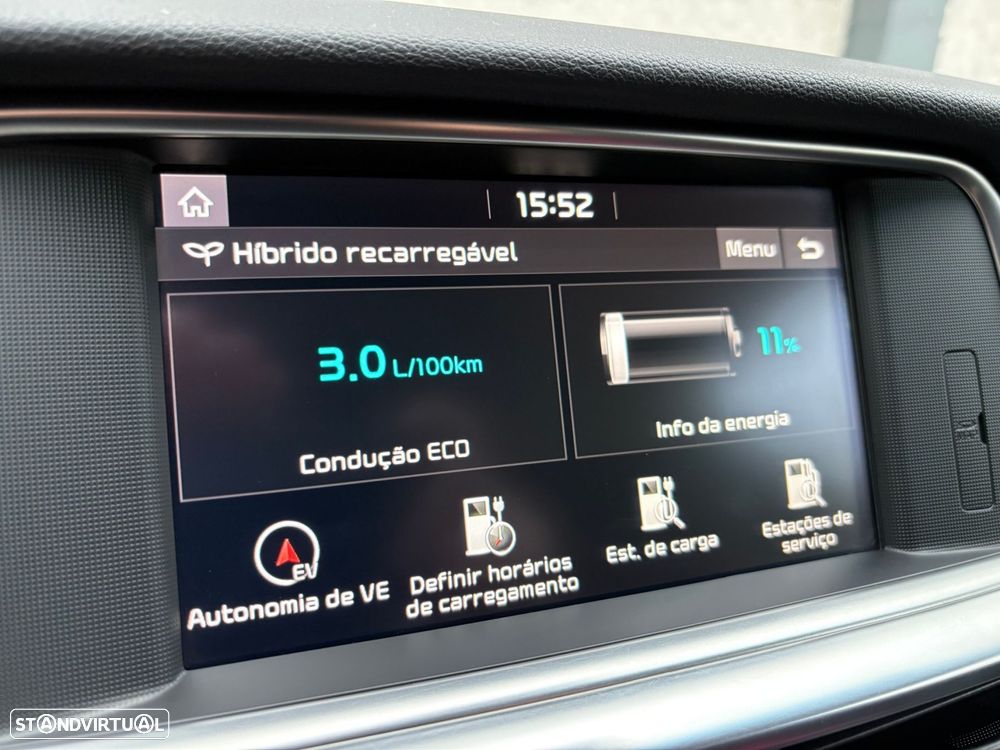 15:52
Híbrido recarregável
Menu
3.0 L/100km
Condução ECO
11%
Info da energia
EV
Autonomia de VE
Definir horários
de carregamento
Est. de carga
Estações de
serviço
STANDVIRTUAL